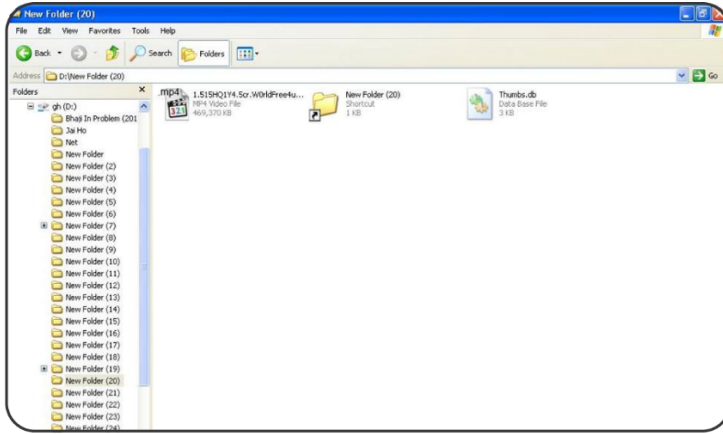 New Folder (20)
File Edit View Favorites Tools Help
Back Search Folders
Address D:\New Folder (20) Go
Folders
gh (D:)
Bhaji In Problem (201
Jai Ho
Net
New Folder
New Folder (2)
New Folder (3)
New Folder (4)
New Folder (5)
New Folder (6)
New Folder (7)
New Folder (8)
New Folder (9)
New Folder (10)
New Folder (11)
New Folder (12)
New Folder (13)
New Folder (14)
New Folder (15)
New Folder (16)
New Folder (17)
New Folder (18)
New Folder (19)
New Folder (20)
New Folder (21)
New Folder (22)
New Folder (23)
New Folder (24)
.mp4
1.515HQ1Y4.5cr.W0rldFree4u...
MP4 Video File
469,370 KB
New Folder (20)
Shortcut
1 KB
Thumbs.db
Data Base File
3 KB